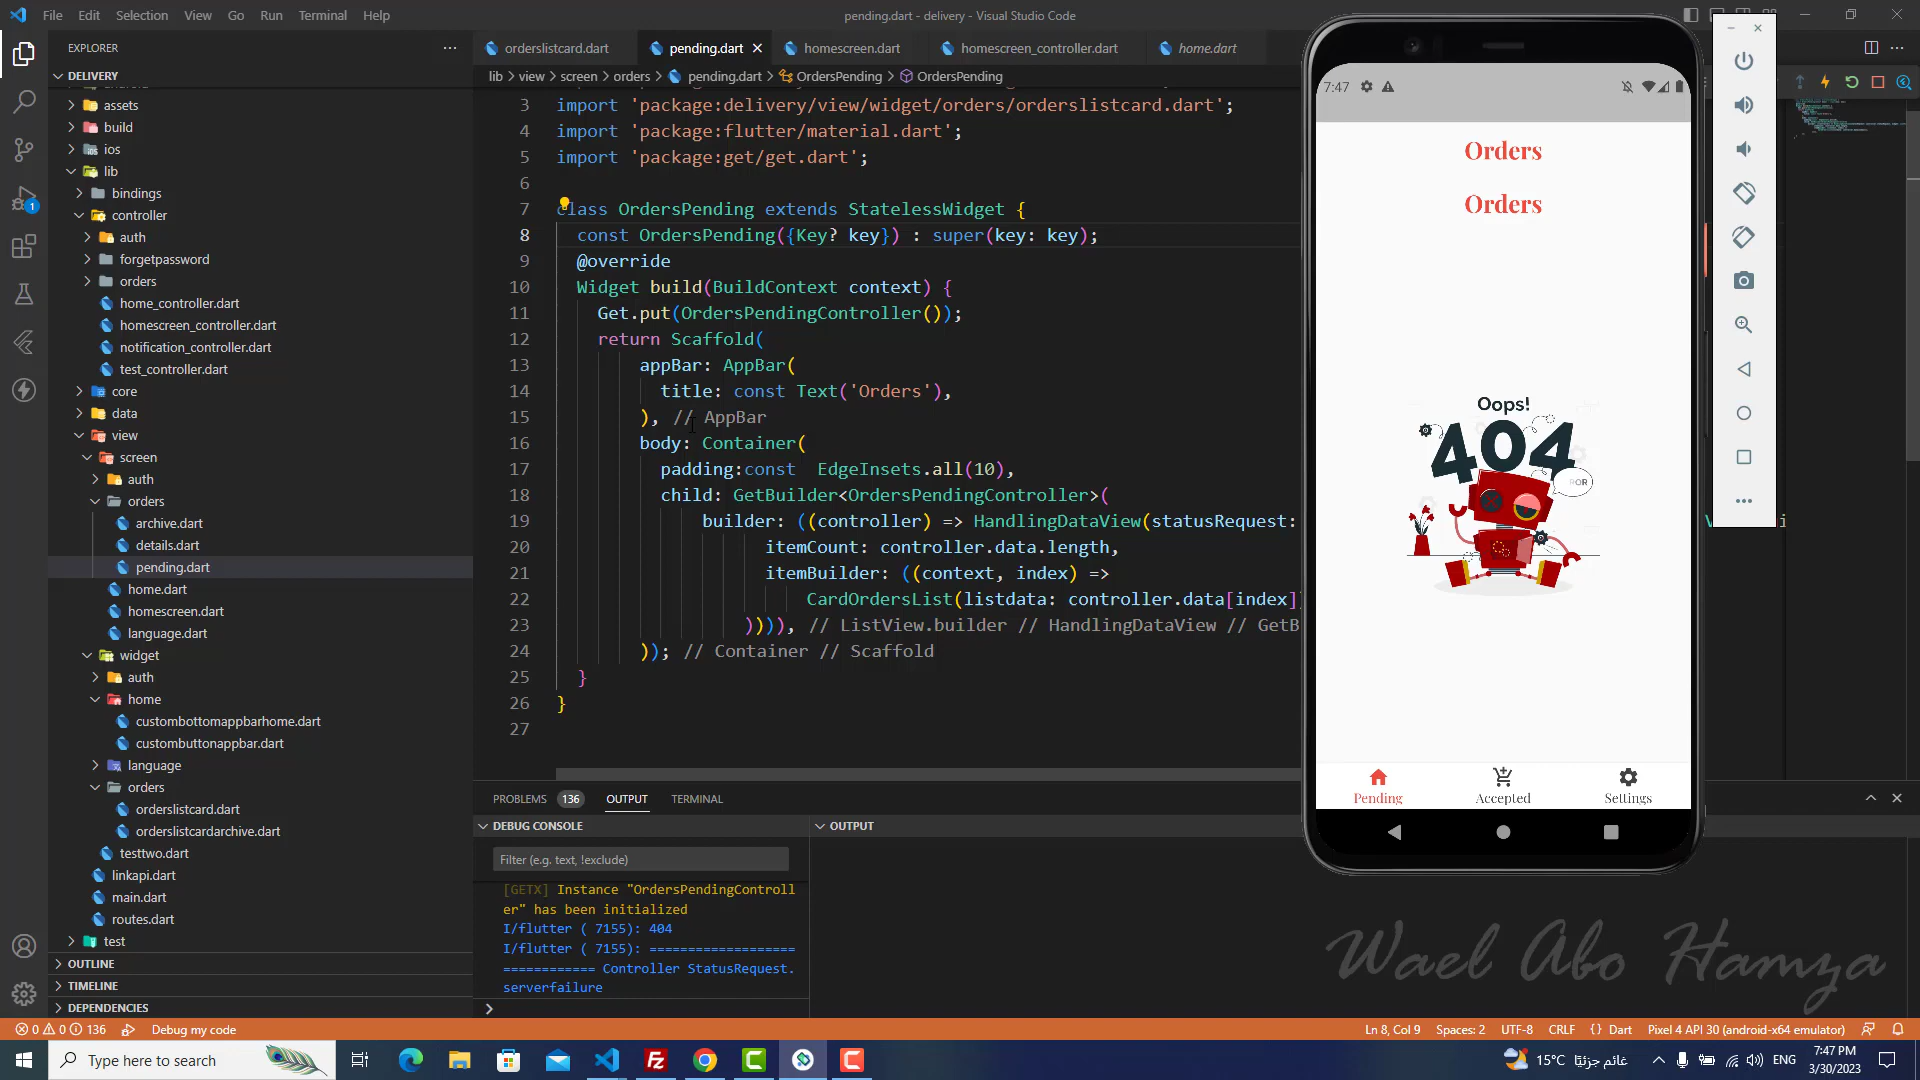 File Edit Selection View Go Run Terminal Help
pending.dart - delivery - Visual Studio Code
EXPLORER
DELIVERY
assets
build
ios
lib
bindings
controller
auth
forgetpassword
orders
home_controller.dart
homescreen_controller.dart
notification_controller.dart
test_controller.dart
core
data
view
screen
auth
orders
archive.dart
details.dart
pending.dart
home.dart
homescreen.dart
language.dart
widget
auth
home
custombottomappbarhome.dart
custombuttonappbar.dart
language
orders
orderslistcard.dart
orderslistcardarchive.dart
testtwo.dart
linkapi.dart
main.dart
routes.dart
test
OUTLINE
TIMELINE
DEPENDENCIES
orderslistcard.dart pending.dart homescreen.dart homescreen_controller.dart home.dart
lib > view > screen > orders > pending.dart > OrdersPending > OrdersPending
3 import 'package:delivery/view/widget/orders/orderslistcard.dart';
4 import 'package:flutter/material.dart';
5 import 'package:get/get.dart';
6
7 class OrdersPending extends StatelessWidget {
8 const OrdersPending({Key? key}) : super(key: key);
9 @override
10 Widget build(BuildContext context) {
11 Get.put(OrdersPendingController());
12 return Scaffold(
13 appBar: AppBar(
14 title: const Text('Orders'),
15 ), // AppBar
16 body: Container(
17 padding:const  EdgeInsets.all(10),
18 child: GetBuilder<OrdersPendingController>(
19 builder: ((controller) => HandlingDataView(statusRequest:
20 itemCount: controller.data.length,
21 itemBuilder: ((context, index) =>
22 CardOrdersList(listdata: controller.data[index]
23 )))), // ListView.builder // HandlingDataView // GetB
24 )); // Container // Scaffold
25 }
26 }
27
PROBLEMS 136 OUTPUT TERMINAL
DEBUG CONSOLE
Filter (e.g. text, !exclude)
[GETX] Instance "OrdersPendingControll
er" has been initialized
I/flutter ( 7155): 404
I/flutter ( 7155): ===================
============ Controller StatusRequest.
serverfailure
OUTPUT
7:47
Orders
Orders
Oops!
404
ROR
Pending Accepted Settings
Wael Abo Hamza
0 0 136 Debug my code
Ln 8, Col 9 Spaces: 2 UTF-8 CRLF {} Dart Pixel 4 API 30 (android-x64 emulator)
Type here to search
15°C غائم جزئيًا
ENG
7:47 PM
3/30/2023
1